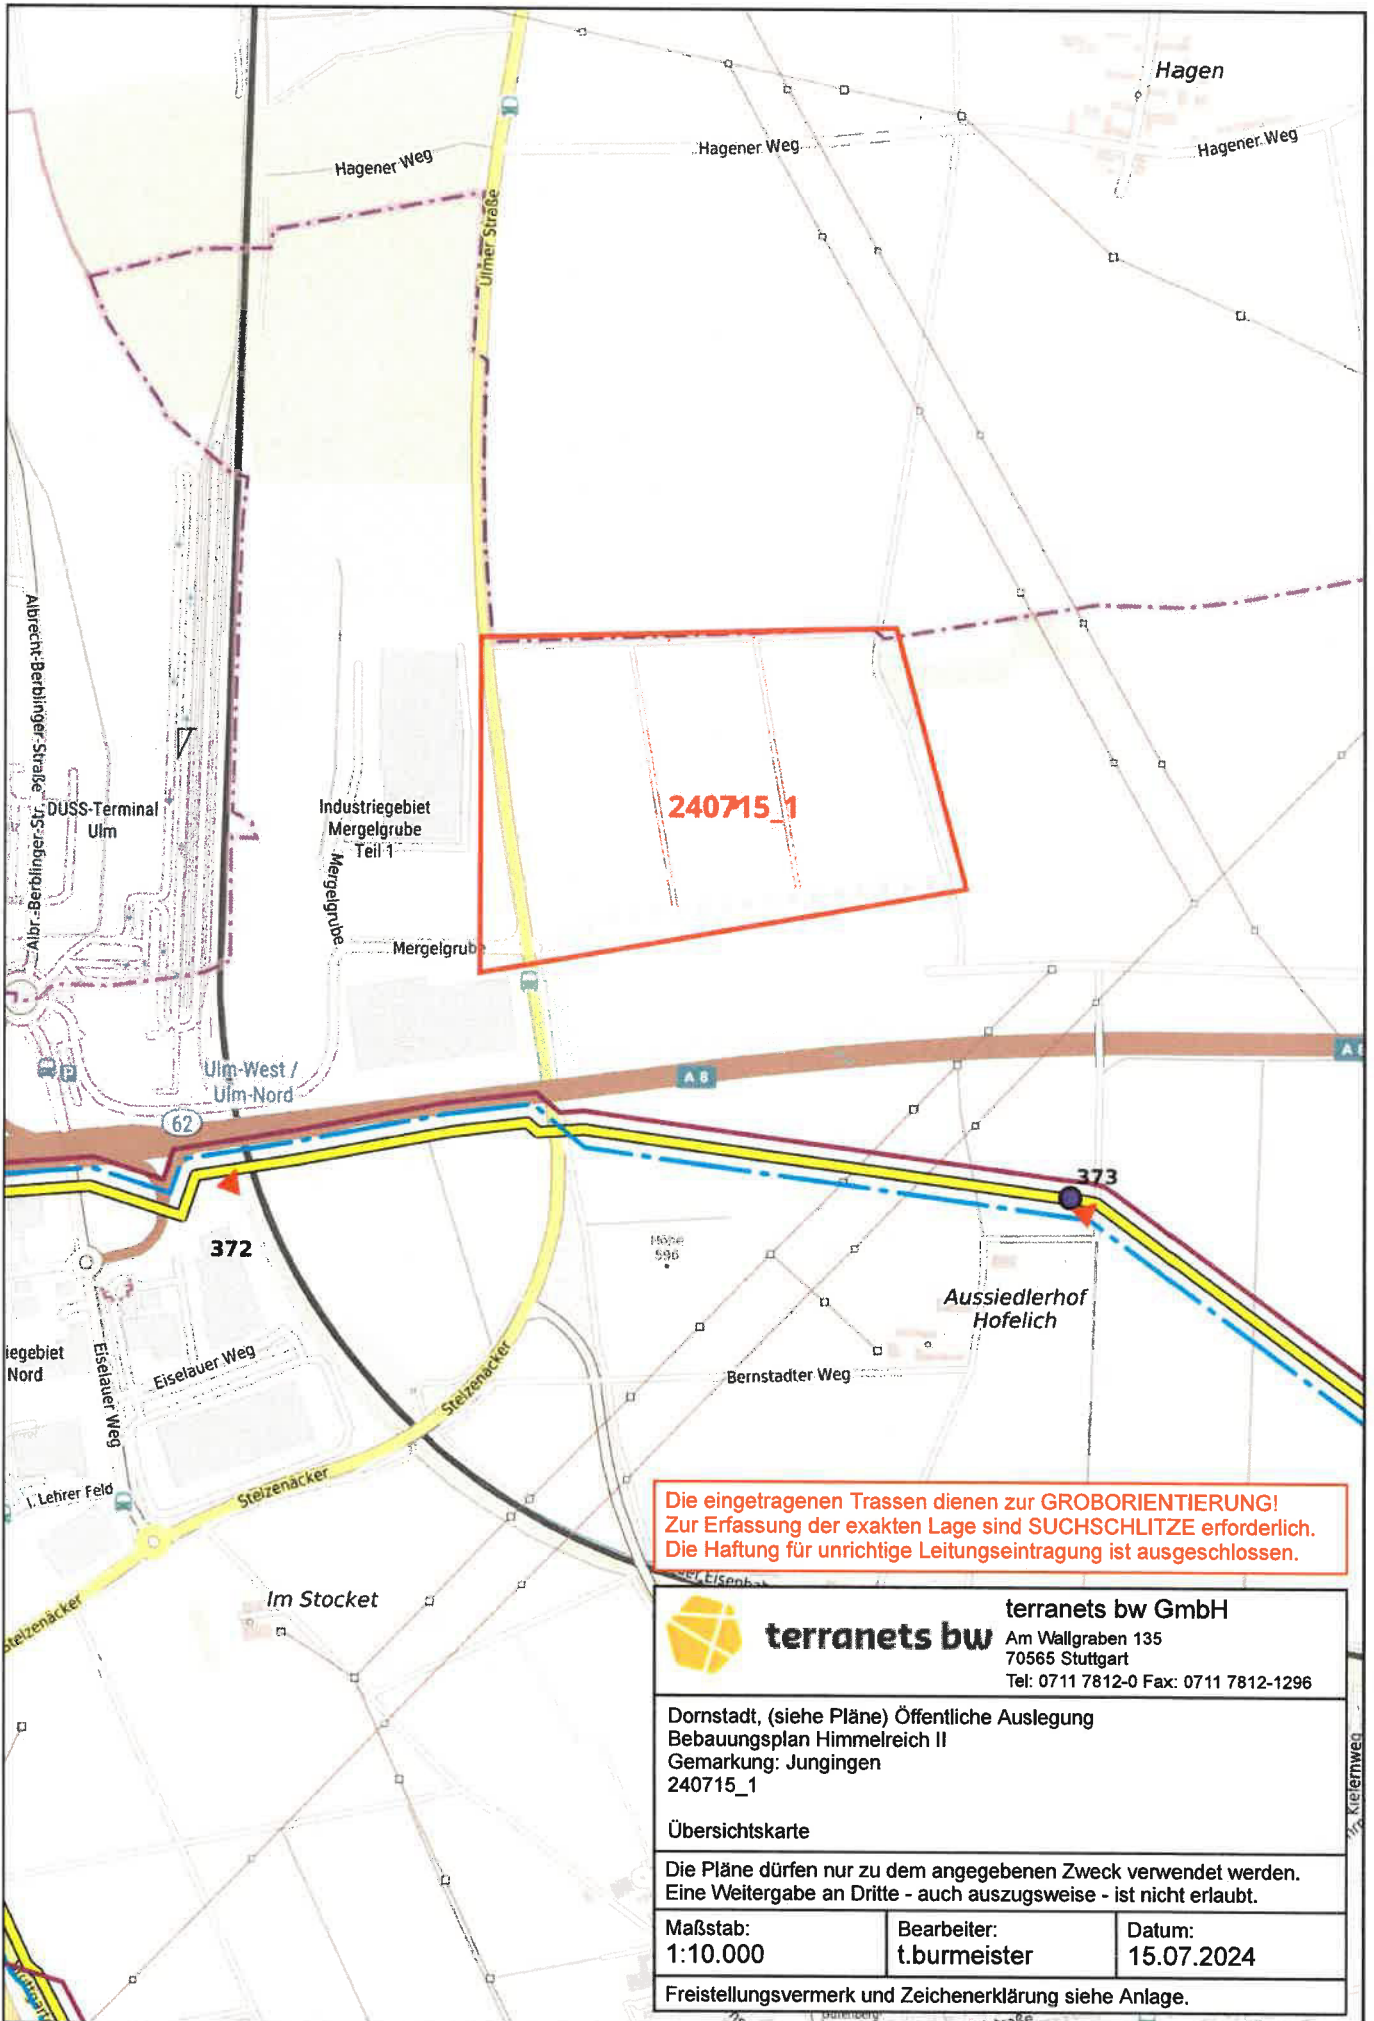 Hagen
Hagener Weg
Hagener Weg
Hagener Weg
Ulmer Straße
Albrecht-Berblinger-Straße
Albr.-Berblinger-Str.
DUSS-Terminal
Ulm
Industriegebiet
Mergelgrube
Teil 1
Mergelgrube
Mergelgrube
240715_1
Ulm-West /
Ulm-Nord
62
A 8
A 8
373
372
Höhe
596
Aussiedlerhof
Hofelich
iegebiet
Nord
Eiselauer Weg
Eiselauer Weg
Bernstadter Weg
Stelzenäcker
Stelzenäcker
Stelzenäcker
I. Lehrer Feld
Im Stocket
Die eingetragenen Trassen dienen zur GROBORIENTIERUNG!
Zur Erfassung der exakten Lage sind SUCHSCHLITZE erforderlich.
Die Haftung für unrichtige Leitungseintragung ist ausgeschlossen.
terranets bw
terranets bw GmbH
Am Wallgraben 135
70565 Stuttgart
Tel: 0711 7812-0 Fax: 0711 7812-1296
Dornstadt, (siehe Pläne) Öffentliche Auslegung
Bebauungsplan Himmelreich II
Gemarkung: Jungingen
240715_1
Übersichtskarte
Die Pläne dürfen nur zu dem angegebenen Zweck verwendet werden.
Eine Weitergabe an Dritte - auch auszugsweise - ist nicht erlaubt.
Maßstab:
1:10.000
Bearbeiter:
t.burmeister
Datum:
15.07.2024
Freistellungsvermerk und Zeichenerklärung siehe Anlage.
Kiefernweg